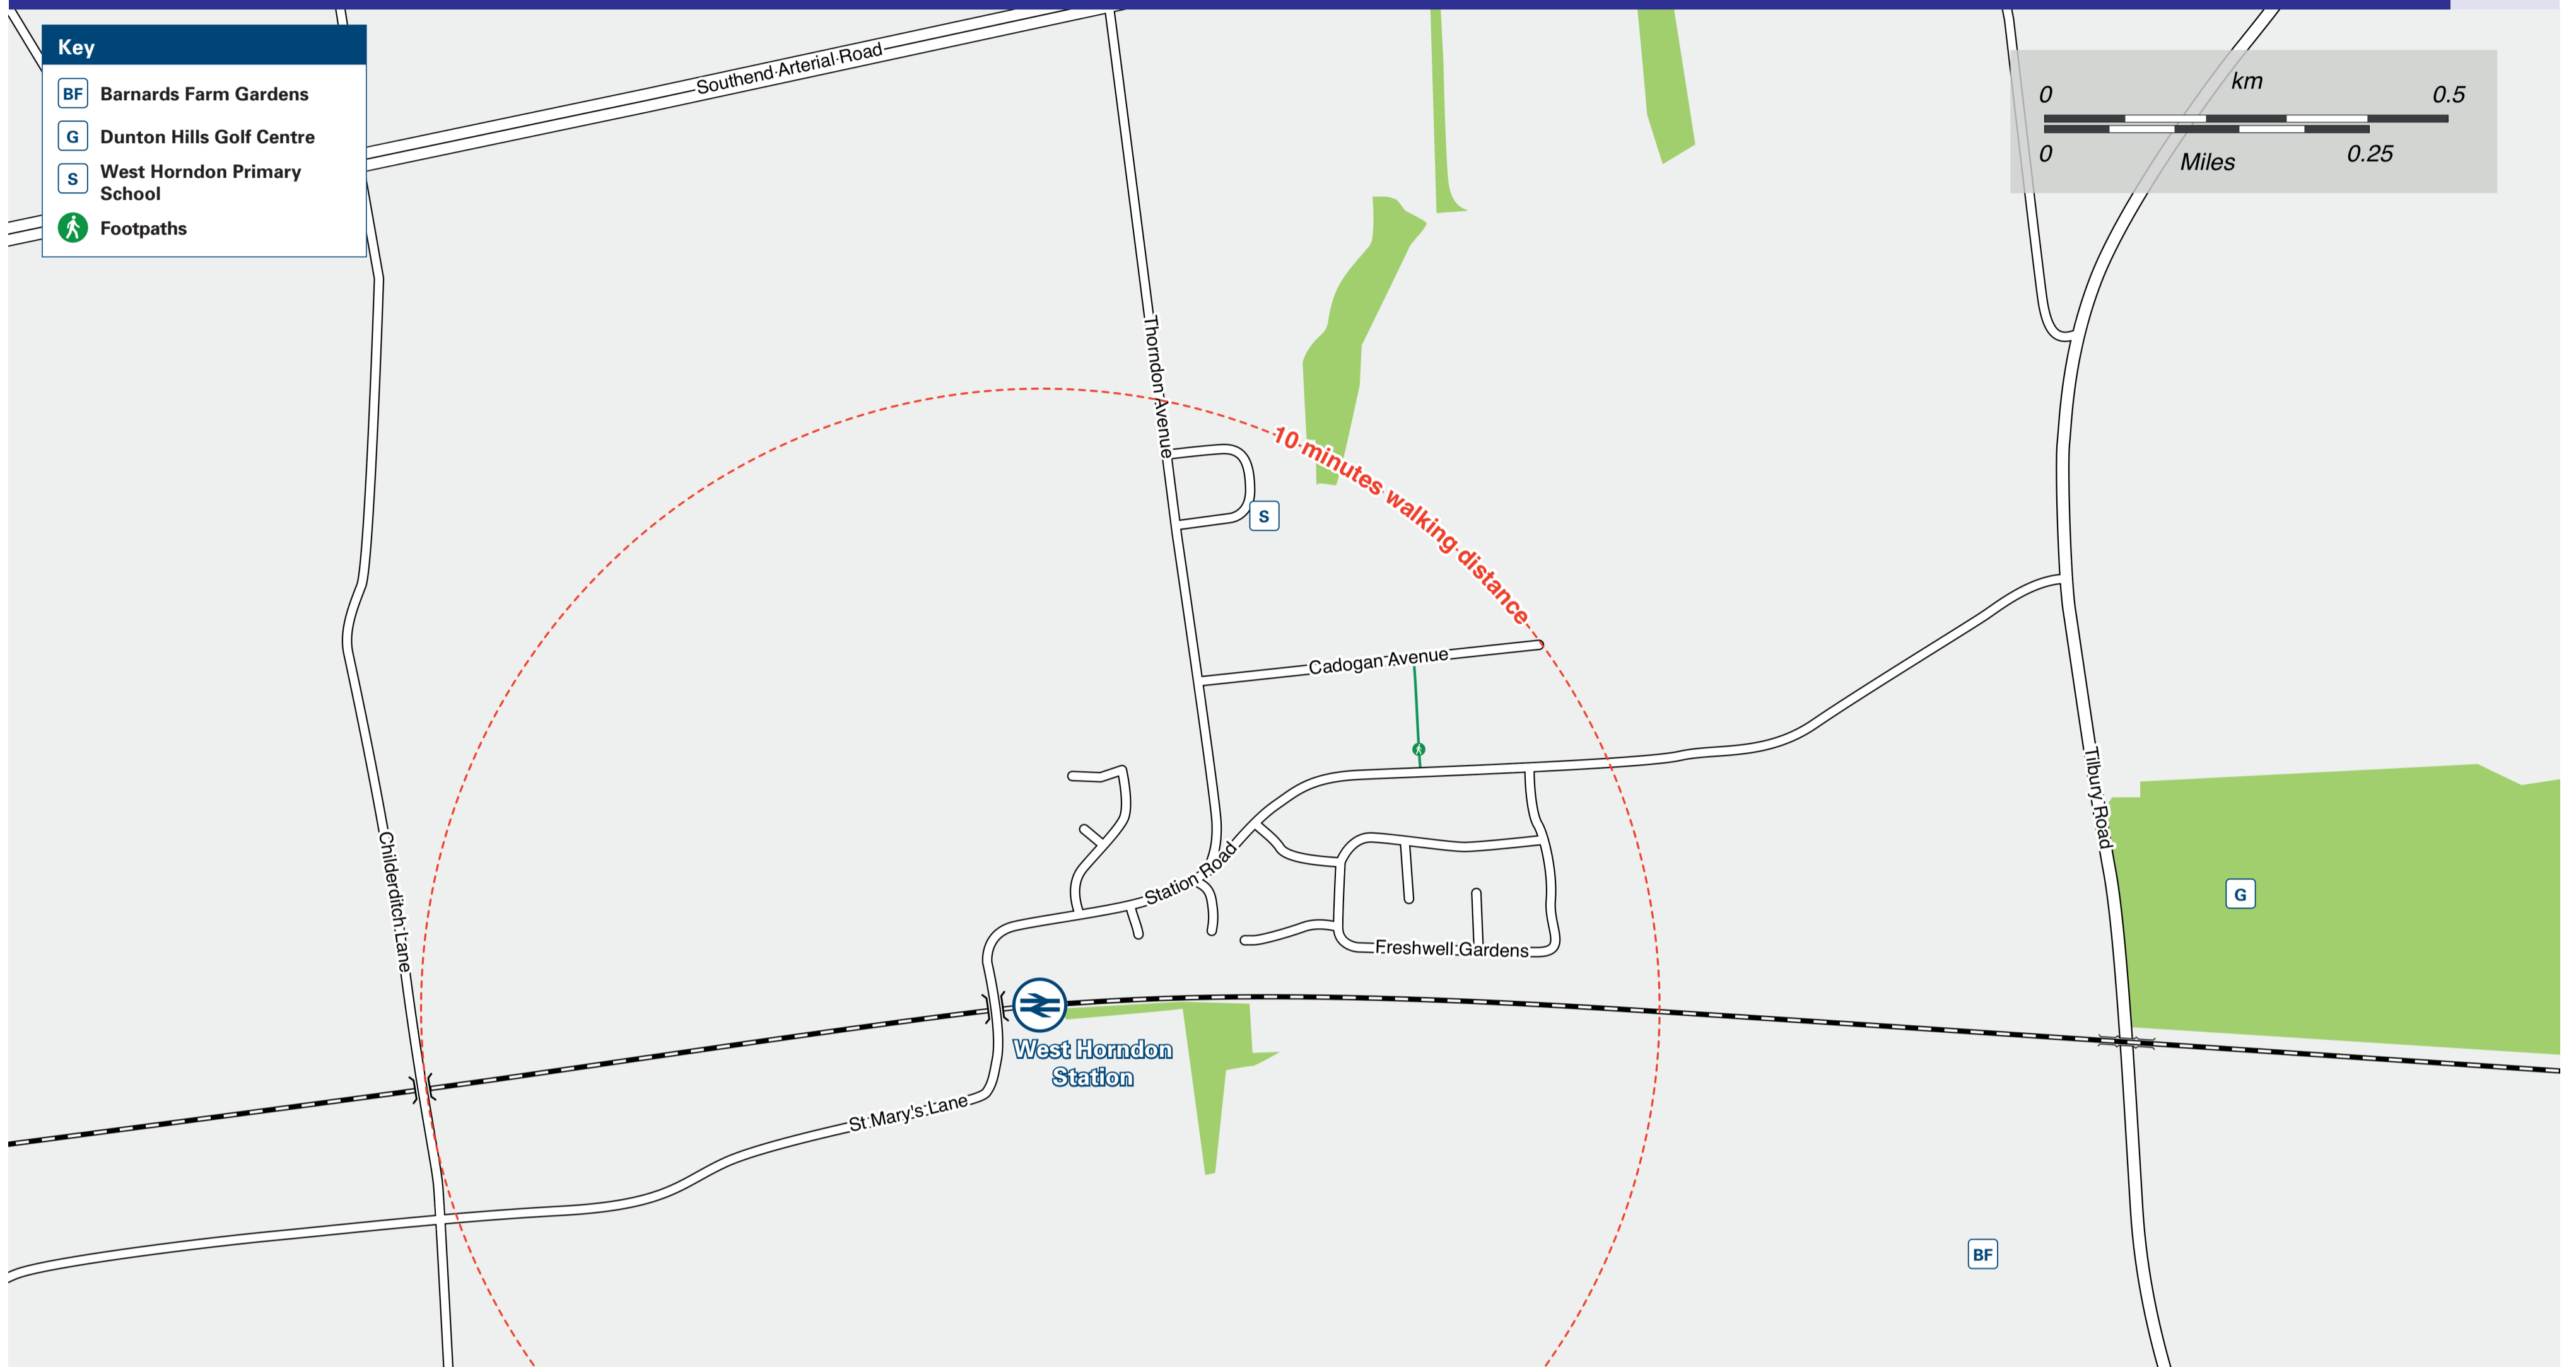 Key
BF Barnards Farm Gardens
G Dunton Hills Golf Centre
S West Horndon Primary
School
Footpaths
Southend Arterial Road
km
0 0.5
0 0.25
Miles
Thorndon Avenue
10 minutes walking distance
S
Cadogan Avenue
Tilbury Road
Childerditch Lane
Station Road
G
Freshwell Gardens
West Horndon
Station
St Mary's Lane
BF